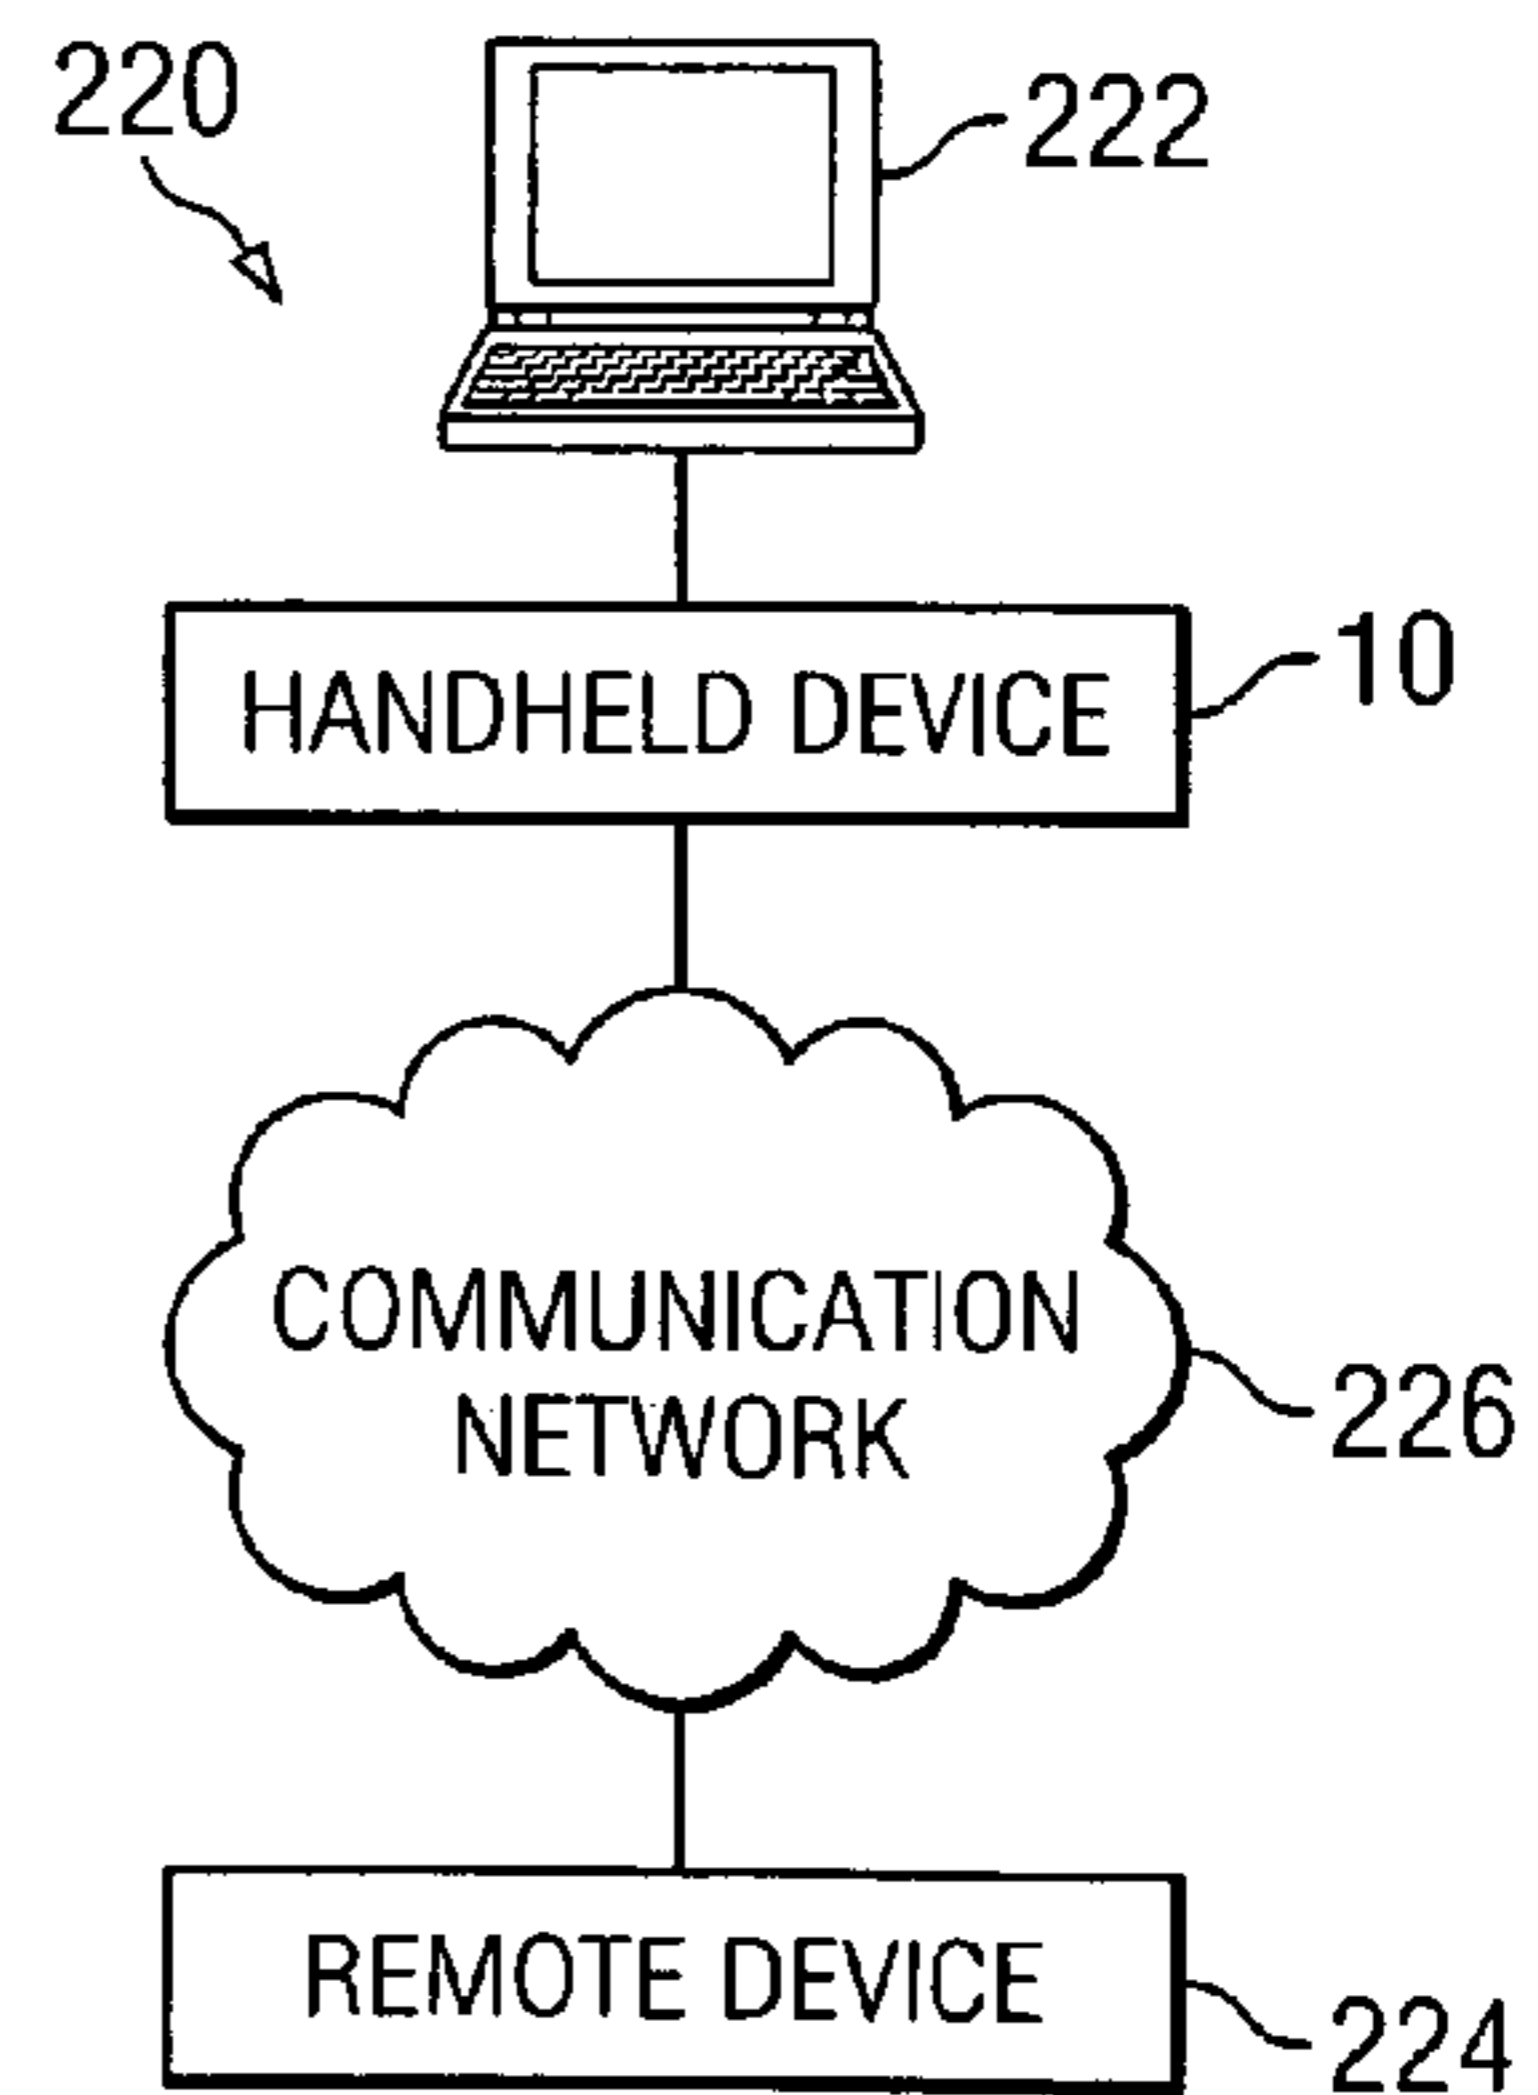 220
222
HANDHELD DEVICE
10
COMMUNICATION
NETWORK
226
REMOTE DEVICE
224